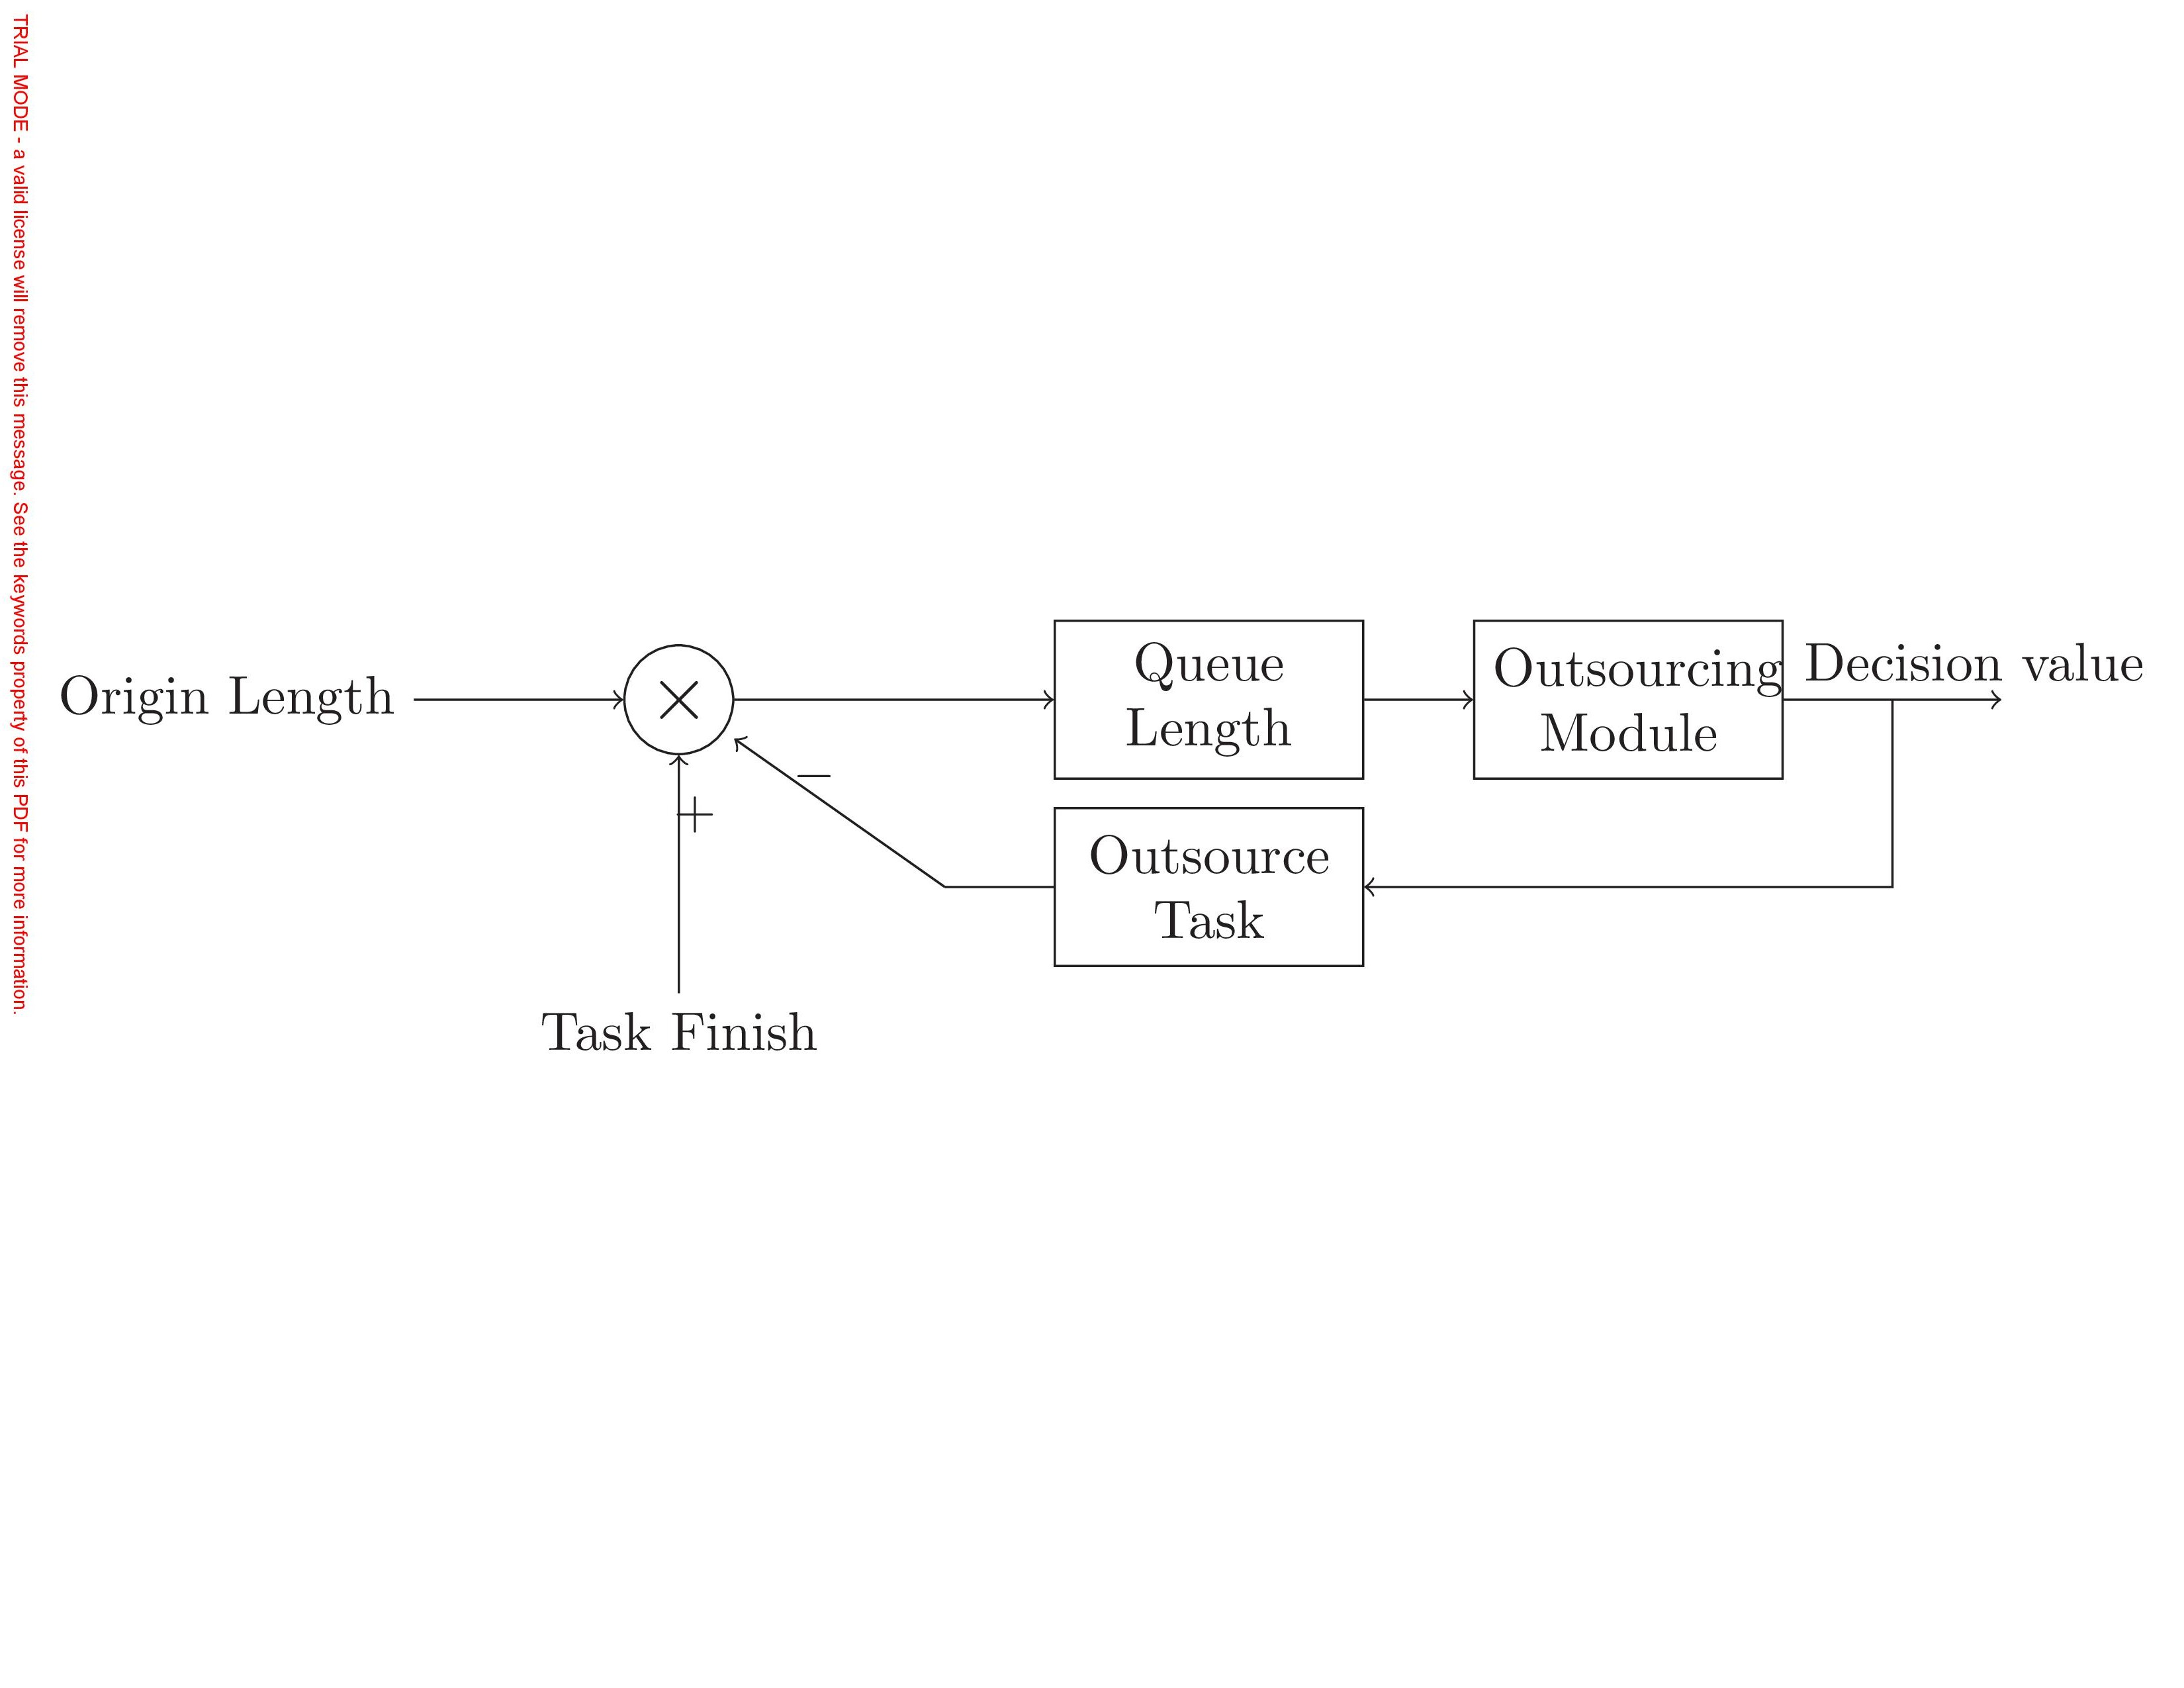 TRIAL MODE - a valid license will remove this message. See the keywords property of this PDF for more information.
Origin Length
×
Queue
Length
Outsourcing
Module
Decision value
−
+
Outsource
Task
Task Finish